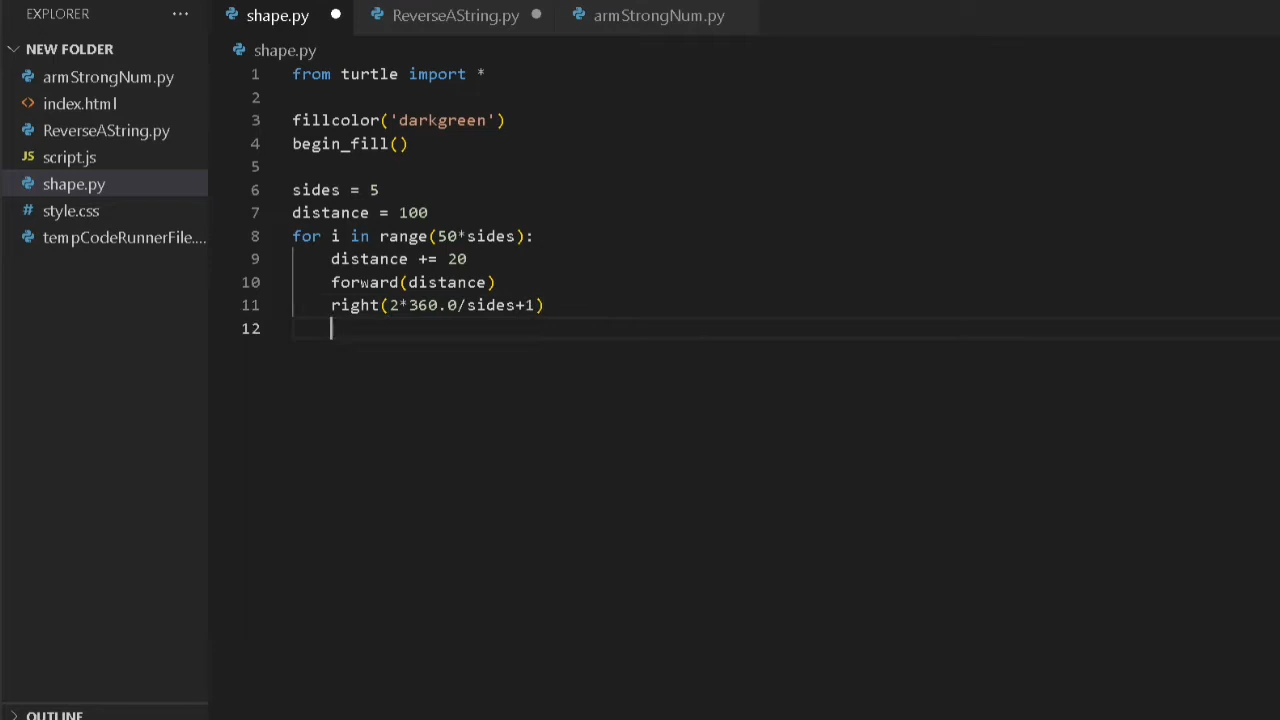 EXPLORER ···
NEW FOLDER
armStrongNum.py
index.html
ReverseAString.py
JS script.js
shape.py
# style.css
tempCodeRunnerFile....
OUTLINE
shape.py ReverseAString.py armStrongNum.py
shape.py
1 from turtle import *
2
3 fillcolor('darkgreen')
4 begin_fill()
5
6 sides = 5
7 distance = 100
8 for i in range(50*sides):
9 distance += 20
10 forward(distance)
11 right(2*360.0/sides+1)
12